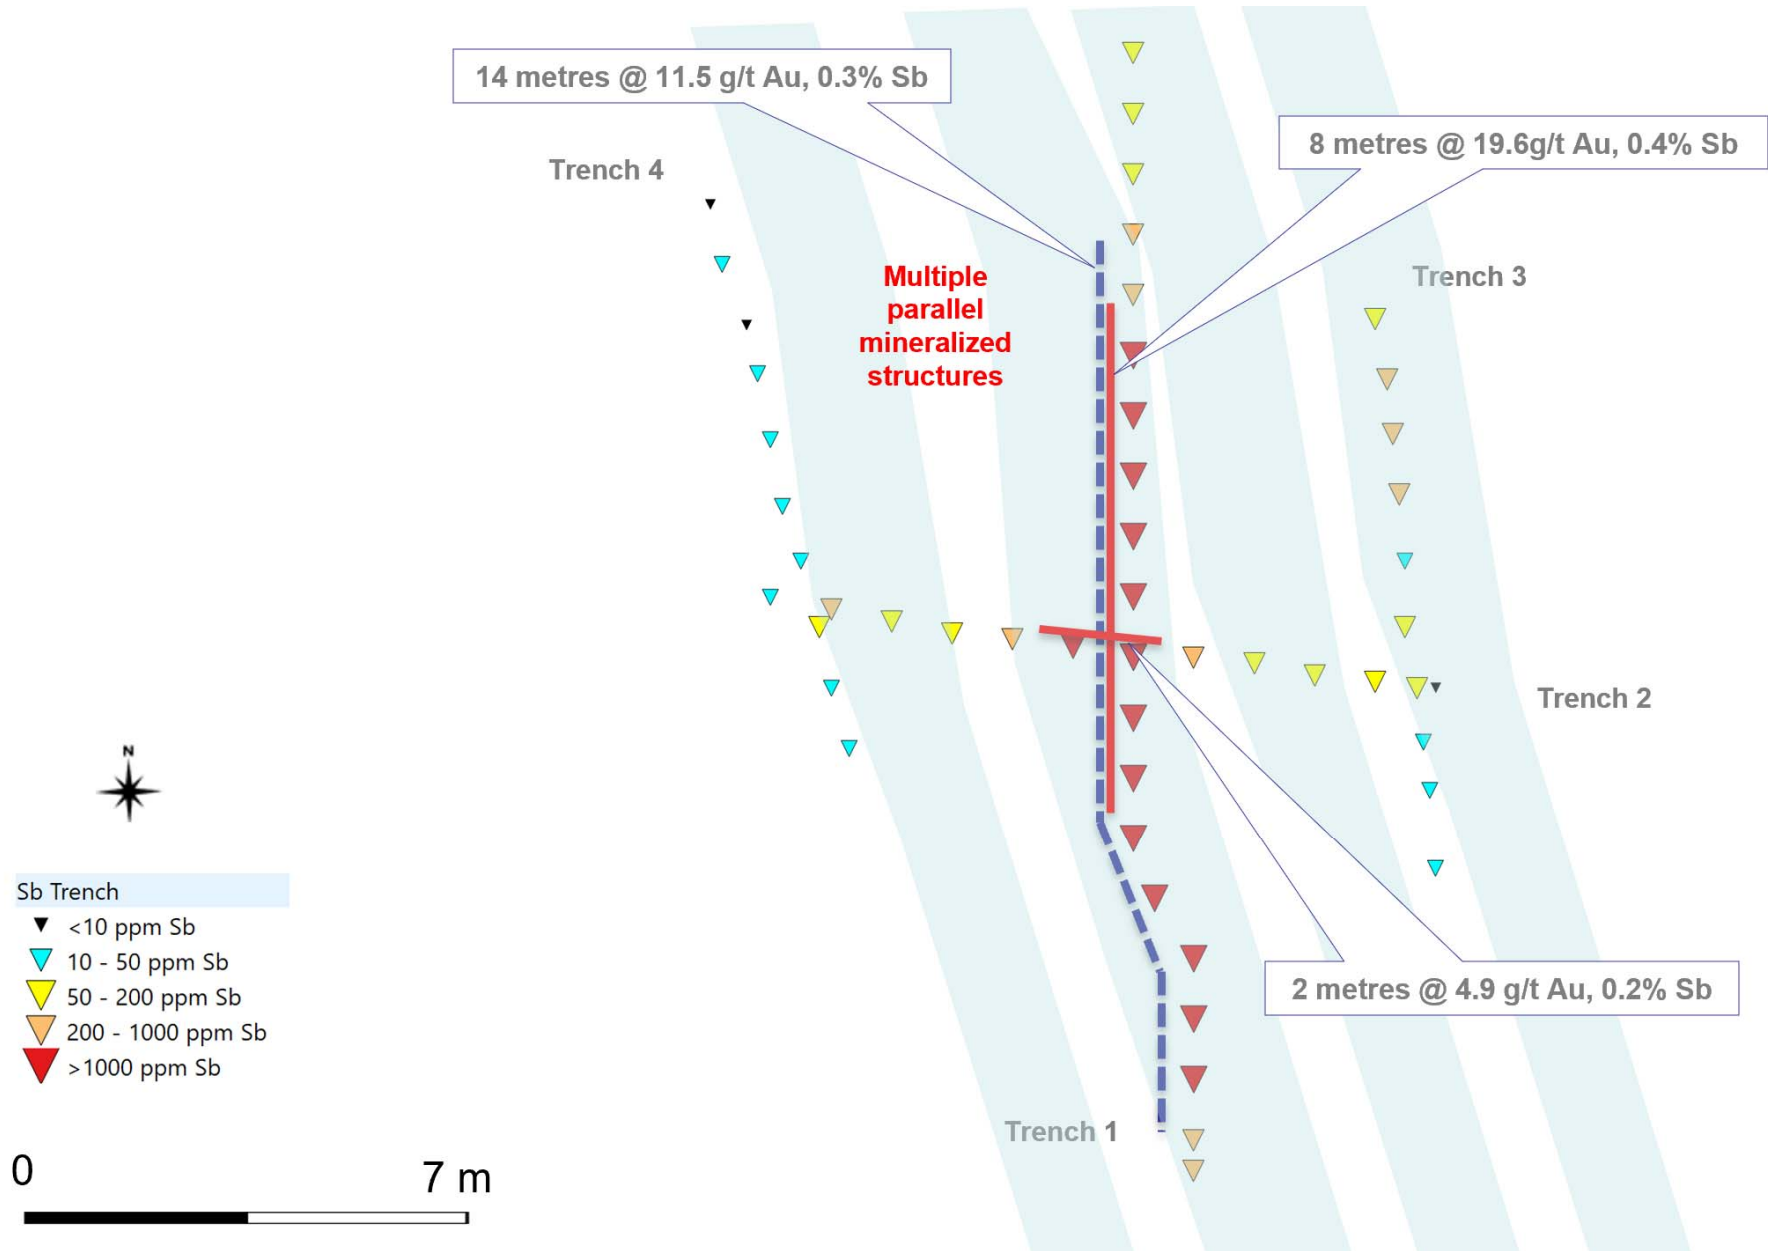 14 metres @ 11.5 g/t Au, 0.3% Sb
8 metres @ 19.6g/t Au, 0.4% Sb
Trench 4
Multiple
parallel
mineralized
structures
Trench 3
Trench 2
N
Sb Trench
<10 ppm Sb
10 - 50 ppm Sb
50 - 200 ppm Sb
200 - 1000 ppm Sb
>1000 ppm Sb
2 metres @ 4.9 g/t Au, 0.2% Sb
Trench 1
0
7 m